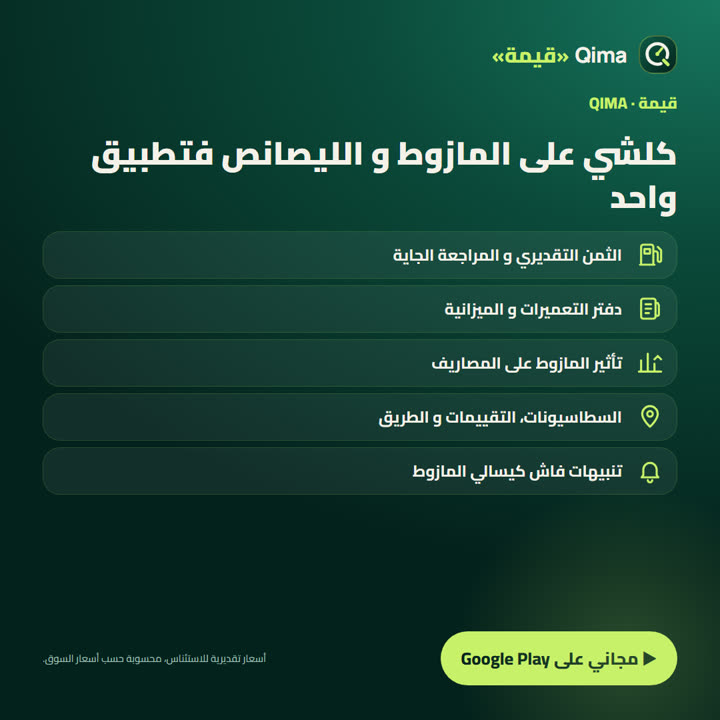 Qima «قيمة»
قيمة · QIMA
كلشي على المازوط و الليصانص فتطبيق
واحد
الثمن التقديري و المراجعة الجاية
دفتر التعميرات و الميزانية
تأثير المازوط على المصاريف
السطاسيونات، التقييمات و الطريق
تنبيهات فاش كيسالي المازوط
مجاني على Google Play
أسعار تقديرية للاستئناس، محسوبة حسب أسعار السوق.